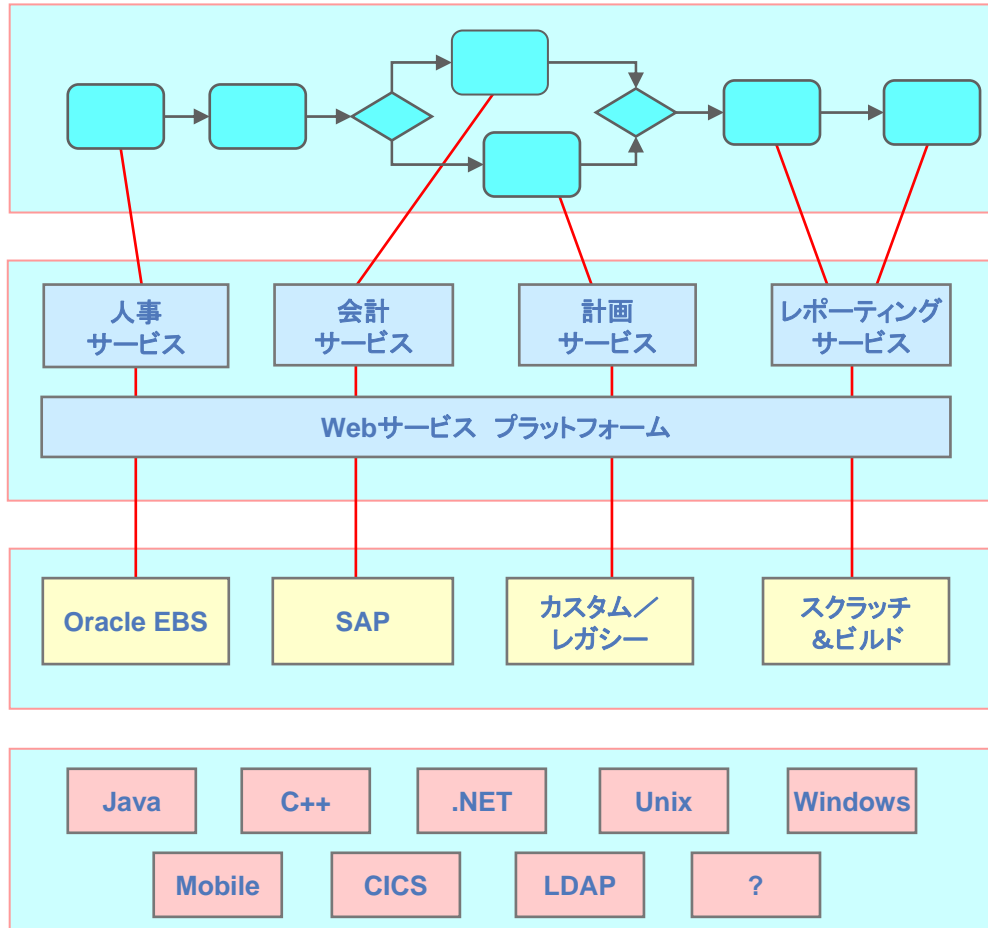 人事
サービス
会計
サービス
計画
サービス
レポーティング
サービス
Webサービス　プラットフォーム
Oracle EBS
SAP
カスタム／
レガシー
スクラッチ
&ビルド
Java
C++
.NET
Unix
Windows
Mobile
CICS
LDAP
?